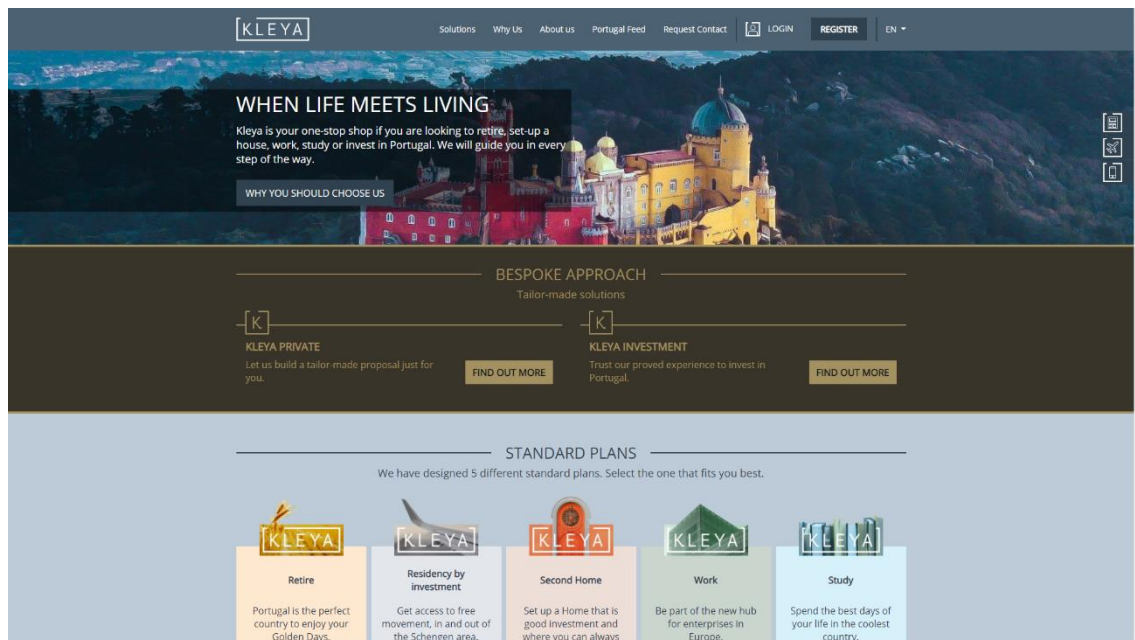 KLEYA
Solutions Why Us About us Portugal Feed Request Contact LOGIN REGISTER EN
WHEN LIFE MEETS LIVING
Kleya is your one-stop shop if you are looking to retire, set-up a
house, work, study or invest in Portugal. We will guide you in every
step of the way.
WHY YOU SHOULD CHOOSE US
BESPOKE APPROACH
Tailor-made solutions
K
KLEYA PRIVATE
Let us build a tailor-made proposal just for
you.
FIND OUT MORE
K
KLEYA INVESTMENT
Trust our proved experience to invest in
Portugal.
FIND OUT MORE
STANDARD PLANS
We have designed 5 different standard plans. Select the one that fits you best.
KLEYA
Retire
Portugal is the perfect
country to enjoy your
Golden Days.
KLEYA
Residency by
investment
Get access to free
movement, in and out of
the Schengen area.
KLEYA
Second Home
Set up a Home that is
good investment and
where you can always
KLEYA
Work
Be part of the new hub
for enterprises in
Europe.
KLEYA
Study
Spend the best days of
your life in the coolest
country.